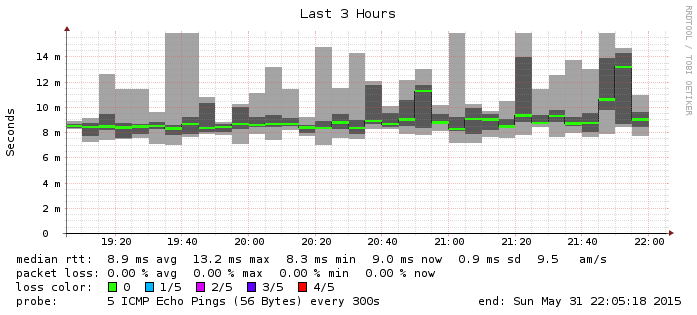 Last 3 Hours
RRDTOOL / TOBI OETIKER
Seconds
14 m
12 m
10 m
8 m
6 m
4 m
2 m
0
19:20 19:40 20:00 20:20 20:40 21:00 21:20 21:40 22:00
median rtt: 8.9 ms avg 13.2 ms max 8.3 ms min 9.0 ms now 0.9 ms sd 9.5 am/s
packet loss: 0.00 % avg 0.00 % max 0.00 % min 0.00 % now
loss color: 0 1/5 2/5 3/5 4/5
probe: 5 ICMP Echo Pings (56 Bytes) every 300s end: Sun May 31 22:05:18 2015